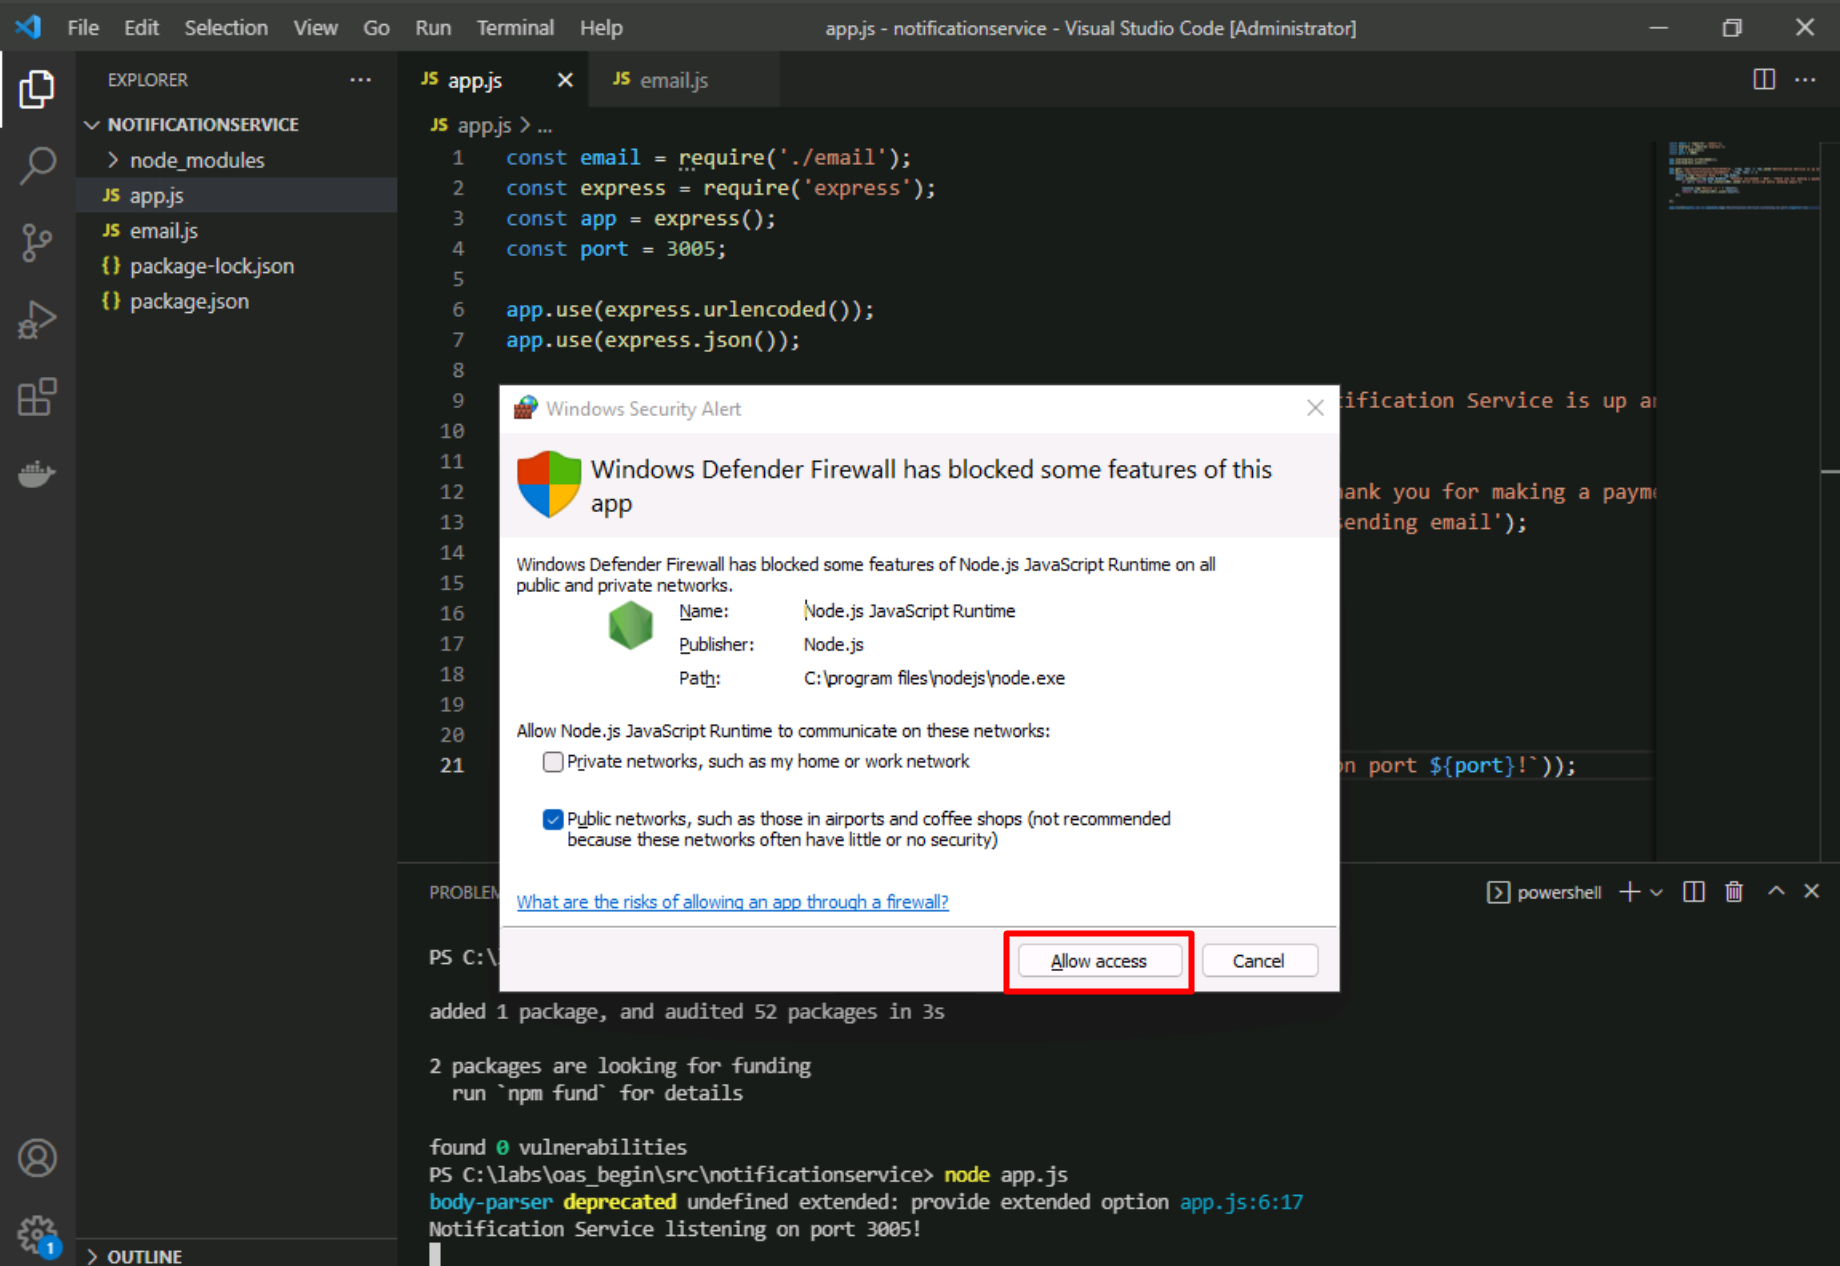 File Edit Selection View Go Run Terminal Help
app.js - notificationservice - Visual Studio Code [Administrator]
EXPLORER ...
NOTIFICATIONSERVICE
node_modules
JS app.js
JS email.js
{} package-lock.json
{} package.json
OUTLINE
1
JS app.js
JS email.js
...
JS app.js > ...
1 const email = require('./email');
2 const express = require('express');
3 const app = express();
4 const port = 3005;
5
6 app.use(express.urlencoded());
7 app.use(express.json());
8
9 ification Service is up
10
11
12 ank you for making a
13 ending email');
14
15
16
17
18
19
20
21 n port ${port}!`));
Windows Security Alert
Windows Defender Firewall has blocked some features of this
app
Windows Defender Firewall has blocked some features of Node.js JavaScript Runtime on all
public and private networks.
Name: Node.js JavaScript Runtime
Publisher: Node.js
Path: C:\program files\nodejs\node.exe
Allow Node.js JavaScript Runtime to communicate on these networks:
Private networks, such as my home or work network
Public networks, such as those in airports and coffee shops (not recommended
because these networks often have little or no security)
What are the risks of allowing an app through a firewall?
Allow access Cancel
PROBLEM
powershell
PS C:\
added 1 package, and audited 52 packages in 3s
2 packages are looking for funding
run `npm fund` for details
found 0 vulnerabilities
PS C:\labs\oas_begin\src\notificationservice> node app.js
body-parser deprecated undefined extended: provide extended option app.js:6:17
Notification Service listening on port 3005!